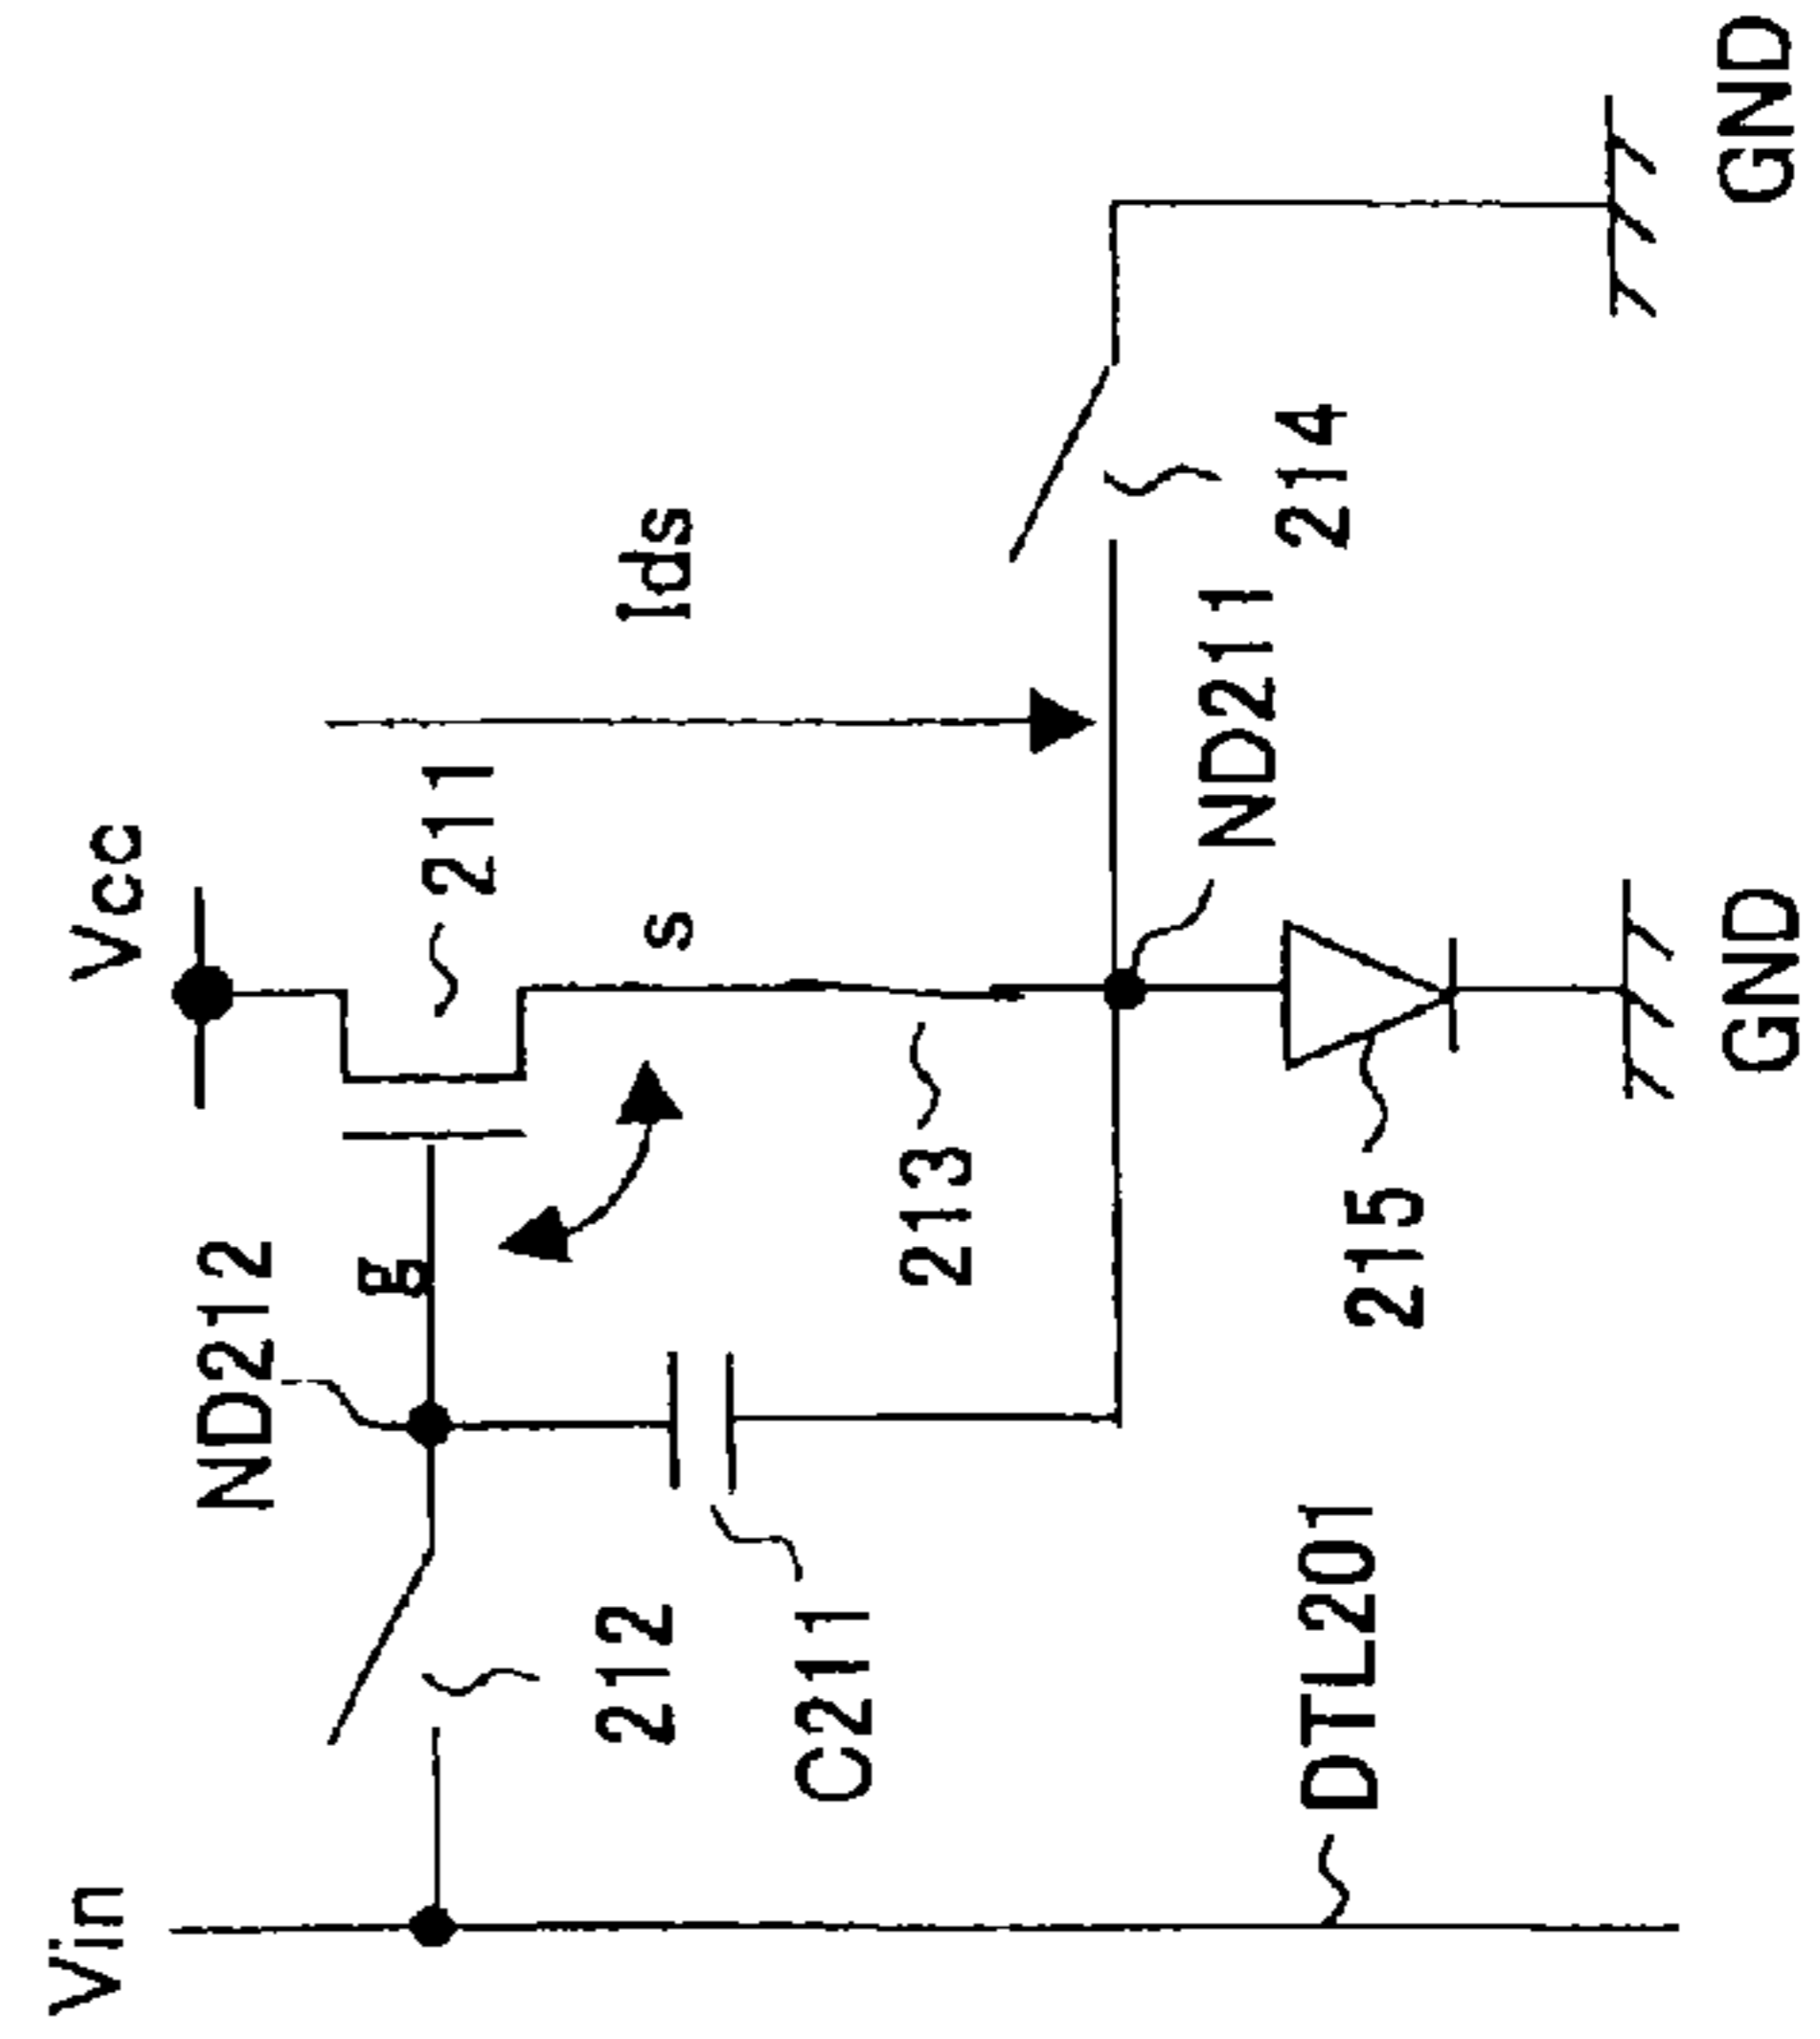 Vin
Vcc
ND212
g
211
s
Ids
212
C211
213
214
ND211
DTL201
215
GND
GND